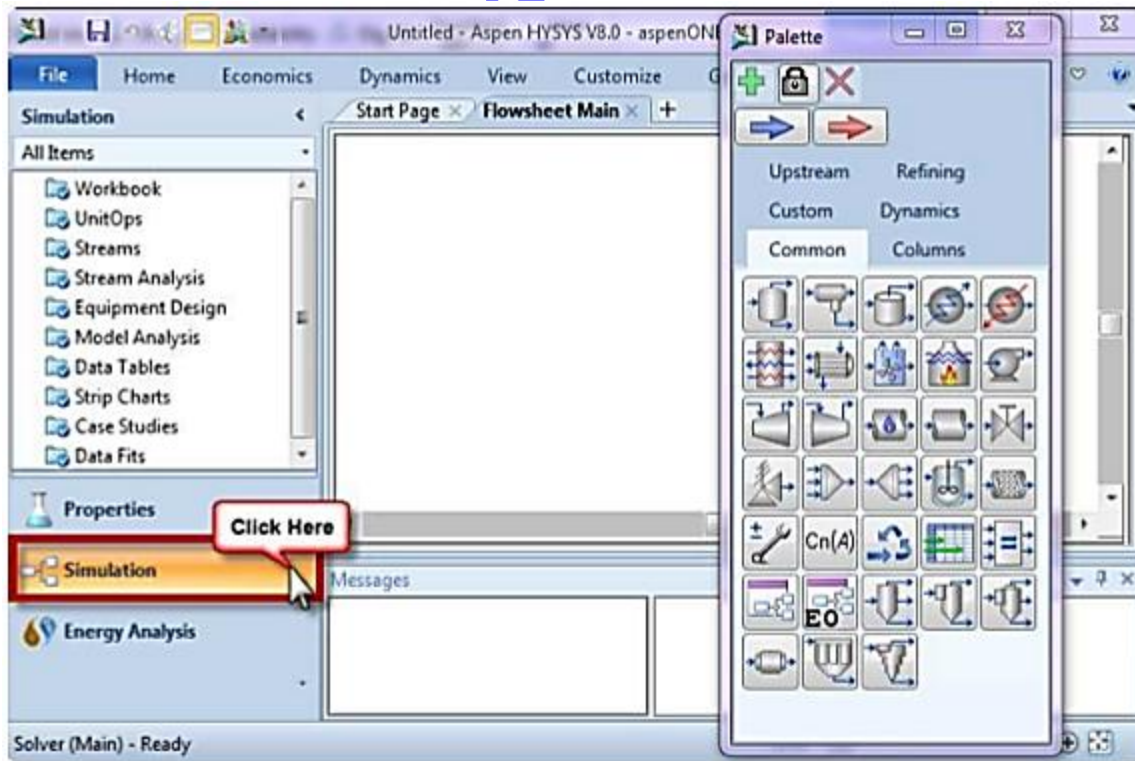 Untitled - Aspen HYSYS V8.0 - aspenONE
File Home Economics Dynamics View Customize
Simulation
All Items
Workbook
UnitOps
Streams
Stream Analysis
Equipment Design
Model Analysis
Data Tables
Strip Charts
Case Studies
Data Fits
Properties
Simulation
Energy Analysis
Click Here
Start Page Flowsheet Main +
Messages
Palette
Upstream Refining
Custom Dynamics
Common Columns
Cn(A)
EO
Solver (Main) - Ready